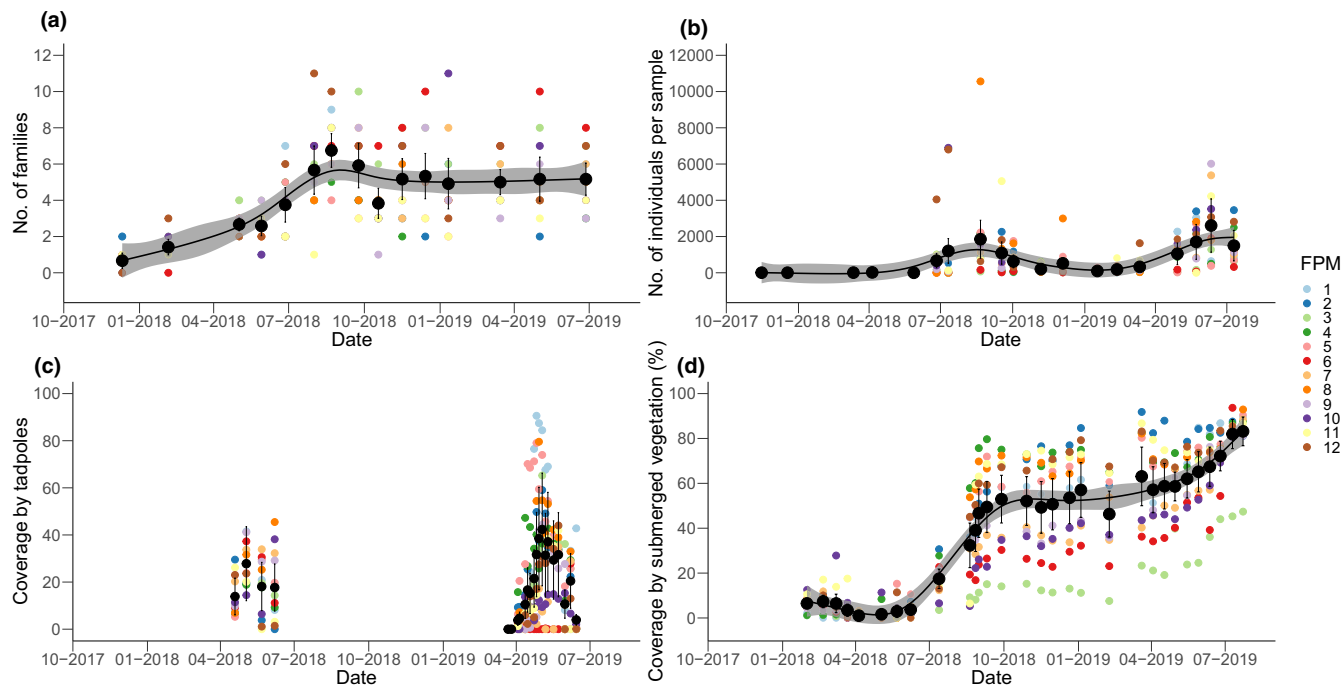 (a)
No. of families
12
10
8
6
4
2
0
10−2017 01−2018 04−2018 07−2018 10−2018 01−2019 04−2019 07−2019
Date
(b)
No. of individuals per sample
12000
10000
8000
6000
4000
2000
0
10−2017 01−2018 04−2018 07−2018 10−2018 01−2019 04−2019 07−2019
Date
(c)
Coverage by tadpoles
100
80
60
40
20
0
10−2017 01−2018 04−2018 07−2018 10−2018 01−2019 04−2019 07−2019
Date
(d)
Coverage by submerged vegetation (%)
100
80
60
40
20
0
10−2017 01−2018 04−2018 07−2018 10−2018 01−2019 04−2019 07−2019
Date
FPM
1
2
3
4
5
6
7
8
9
10
11
12